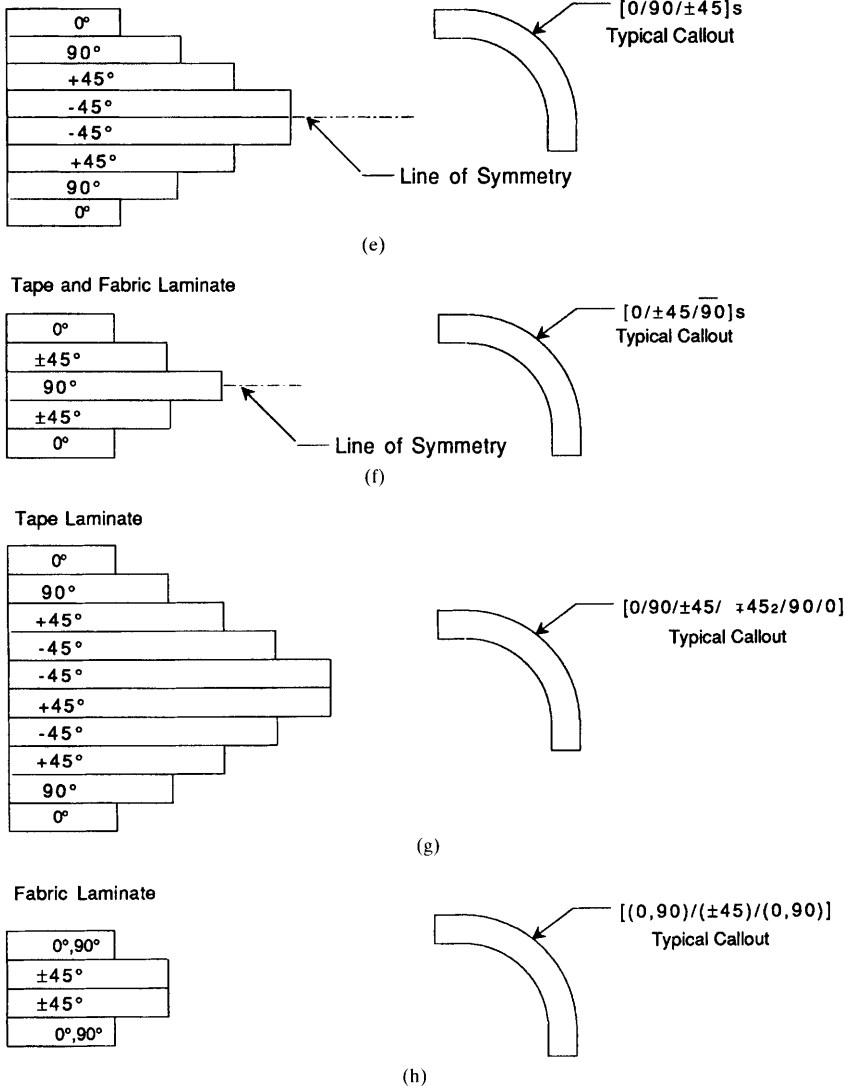 0°
90°
+45°
-45°
-45°
+45°
90°
0°
[0/90/±45]s
Typical Callout
Line of Symmetry
(e)
Tape and Fabric Laminate
0°
±45°
90°
±45°
0°
[0/±45/9̅0̅]s
Typical Callout
Line of Symmetry
(f)
Tape Laminate
0°
90°
+45°
-45°
-45°
+45°
-45°
+45°
90°
0°
[0/90/±45/ ∓45₂/90/0]
Typical Callout
(g)
Fabric Laminate
0°,90°
±45°
±45°
0°,90°
[(0,90)/(±45)/(0,90)]
Typical Callout
(h)